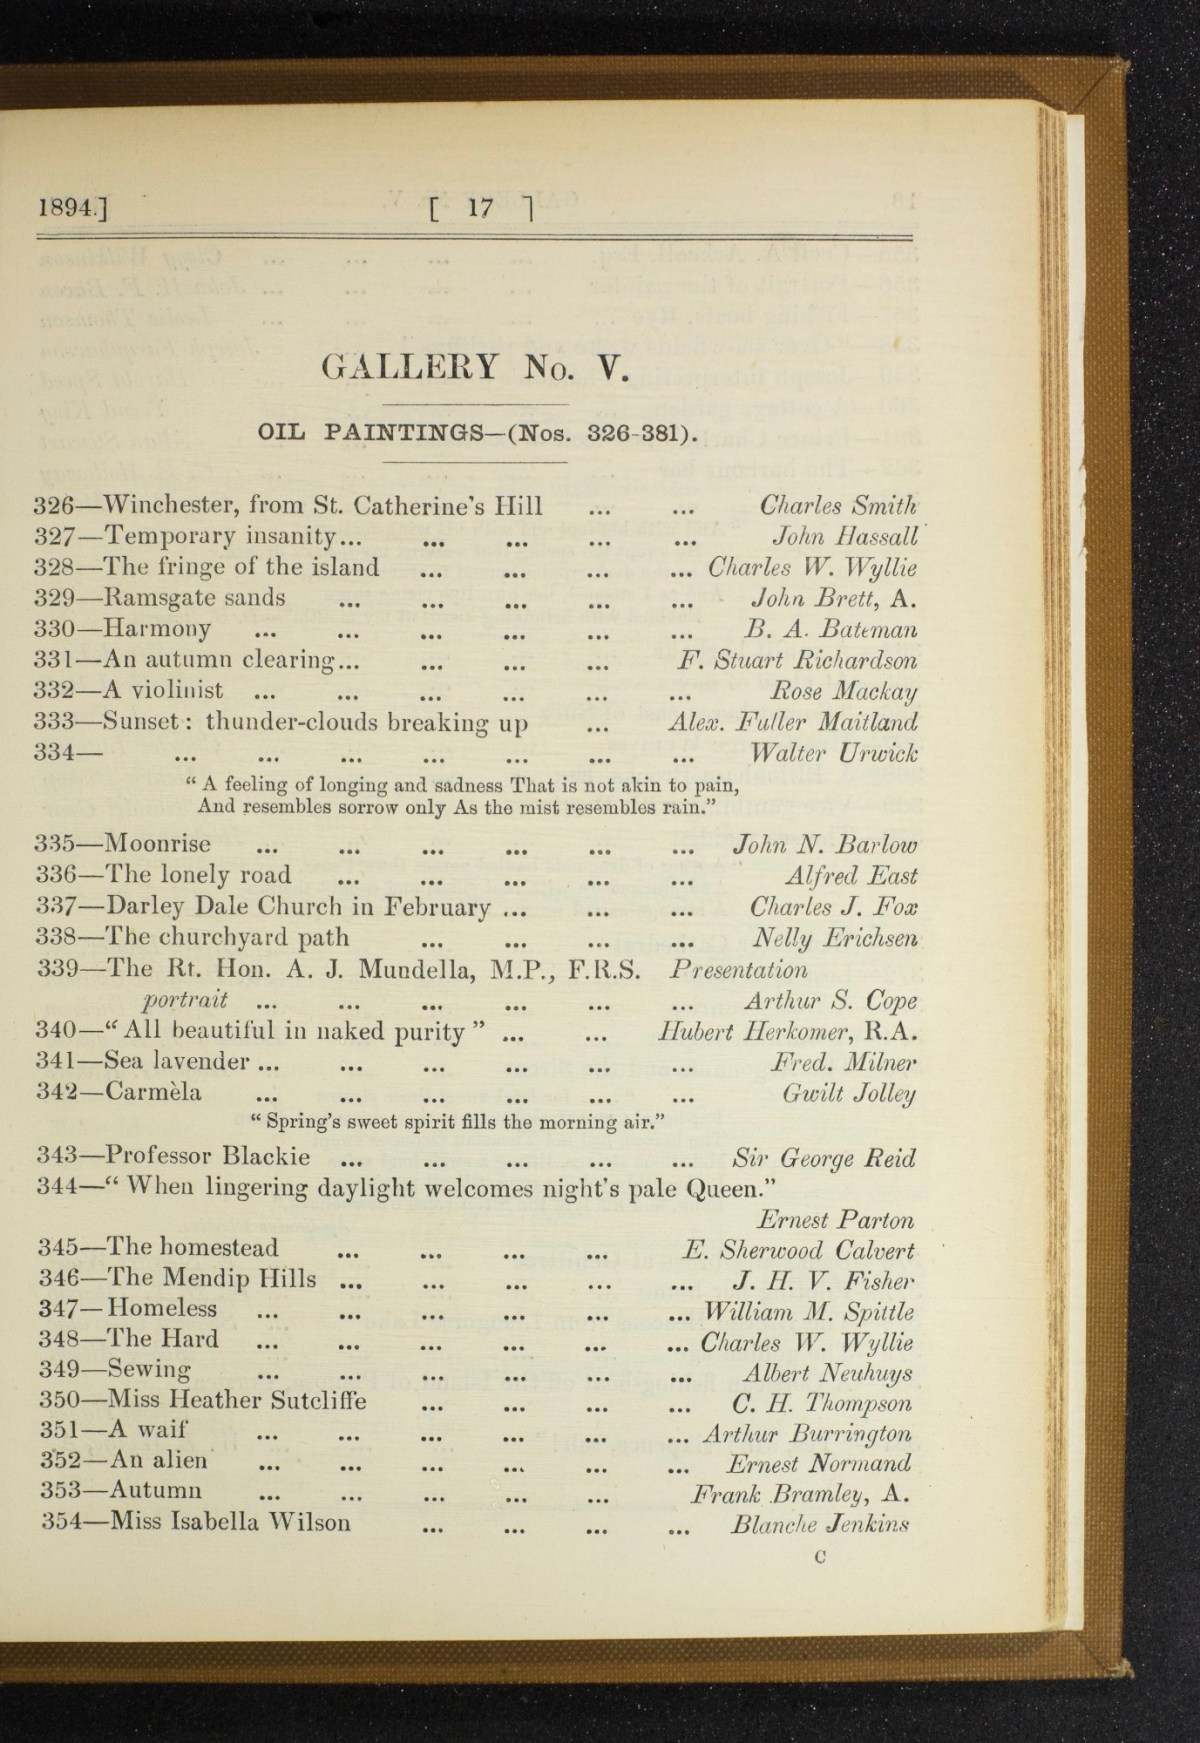 1894.] [ 17 ]
GALLERY No. V.
OIL PAINTINGS—(Nos. 326-381).
326—Winchester, from St. Catherine's Hill ... ... Charles Smith
327—Temporary insanity... ... ... ... ... John Hassall
328—The fringe of the island ... ... ... ... Charles W. Wyllie
329—Ramsgate sands ... ... ... ... ... John Brett, A.
330—Harmony ... ... ... ... ... ... B. A. Bateman
331—An autumn clearing... ... ... ... F. Stuart Richardson
332—A violinist ... ... ... ... ... ... Rose Mackay
333—Sunset: thunder-clouds breaking up ... Alex. Fuller Maitland
334— ... ... ... ... ... ... ... Walter Urwick
“ A feeling of longing and sadness That is not akin to pain,
And resembles sorrow only As the mist resembles rain.”
335—Moonrise ... ... ... ... ... ... John N. Barlow
336—The lonely road ... ... ... ... ... Alfred East
337—Darley Dale Church in February ... ... ... Charles J. Fox
338—The churchyard path ... ... ... ... Nelly Erichsen
339—The Rt. Hon. A. J. Mundella, M.P., F.R.S. Presentation
portrait ... ... ... ... ... ... Arthur S. Cope
340—“ All beautiful in naked purity ” ... ... Hubert Herkomer, R.A.
341—Sea lavender ... ... ... ... ... ... Fred. Milner
342—Carmèla ... ... ... ... ... ... Gwilt Jolley
“ Spring's sweet spirit fills the morning air.”
343—Professor Blackie ... ... ... ... ... Sir George Reid
344—“ When lingering daylight welcomes night's pale Queen.”
Ernest Parton
345—The homestead ... ... ... ... E. Sherwood Calvert
346—The Mendip Hills ... ... ... ... ... J. H. V. Fisher
347—Homeless ... ... ... ... ... ... William M. Spittle
348—The Hard ... ... ... ... ... ... Charles W. Wyllie
349—Sewing ... ... ... ... ... ... Albert Neuhuys
350—Miss Heather Sutcliffe ... ... ... ... C. H. Thompson
351—A waif ... ... ... ... ... ... Arthur Burrington
352—An alien ... ... ... ... ... ... Ernest Normand
353—Autumn ... ... ... ... ... Frank Bramley, A.
354—Miss Isabella Wilson ... ... ... ... Blanche Jenkins
C